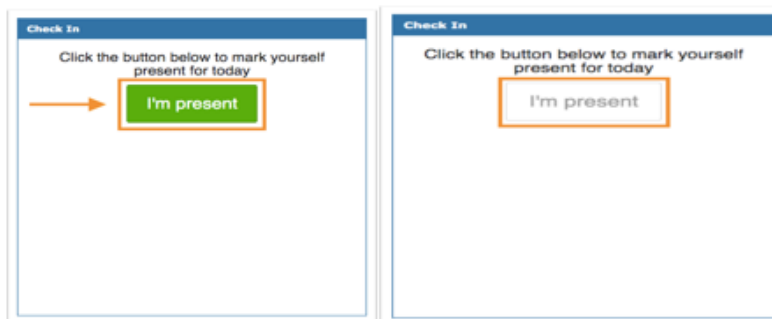 Check In
Click the button below to mark yourself
present for today
I'm present
Check In
Click the button below to mark yourself
present for today
I'm present